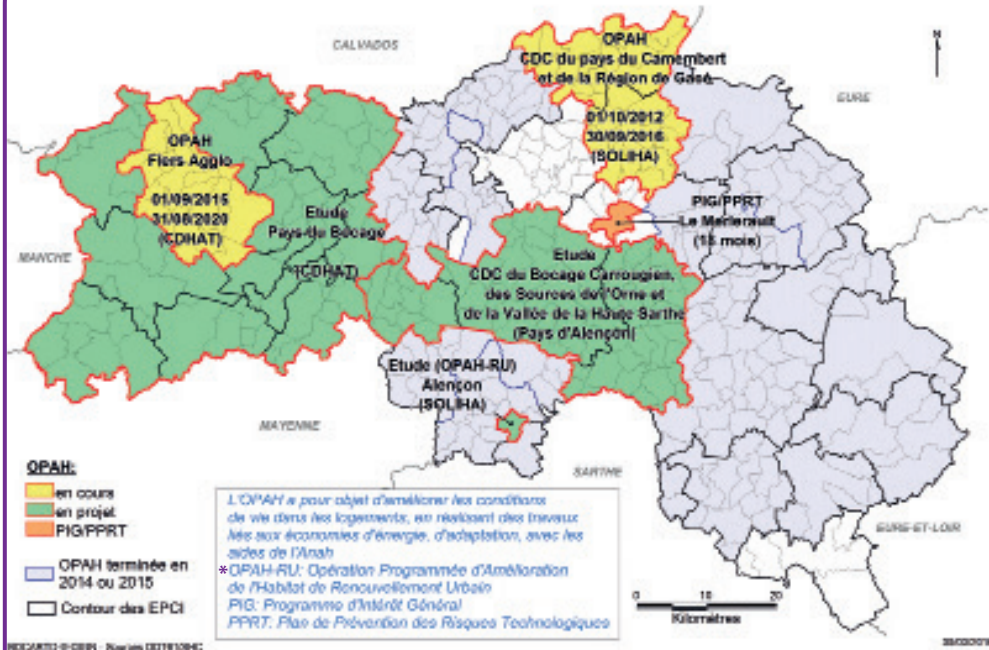 CALVADOS
OPAH
CDC du pays du Camembert
et de la Région de Gacé
01/10/2012
30/09/2016
(SOLIHA)
N
EURE
OPAH
Flers Agglo
01/09/2015
31/08/2020
(CDHAT)
Etude
Pays du Bocage
(CDHAT)
PIG/PPRT
Le Merlerault
(18 mois)
MANCHE
Etude
CDC du Bocage Carrougien,
des Sources de l'Orne et
de la Vallée de la Haute Sarthe
(Pays d'Alençon)
Etude (OPAH-RU)
Alençon
(SOLIHA)
MAYENNE
SARTHE
EURE-ET-LOIR
OPAH:
en cours
en projet
PIG/PPRT
OPAH terminée en
2014 ou 2015
Contour des EPCI
L'OPAH a pour objet d'améliorer les conditions
de vie dans les logements, en réalisant des travaux
liés aux économies d'énergie, d'adaptation, avec les
aides de l'Anah
*OPAH-RU: Opération Programmée d'Amélioration
de l'Habitat de Renouvellement Urbain
PIG: Programme d'Intérêt Général
PPRT: Plan de Prévention des Risques Technologiques
0 10 20
Kilomètres